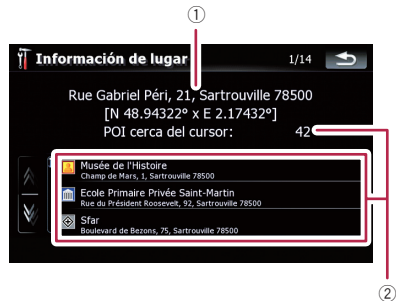 ①
Información de lugar 1/14
Rue Gabriel Péri, 21, Sartrouville 78500
[N 48.94322° x E 2.17432°]
POI cerca del cursor: 42
Musée de l'Histoire
Champ de Mars, 1, Sartrouville 78500
Ecole Primaire Privée Saint-Martin
Rue du Président Roosevelt, 92, Sartrouville 78500
Sfar
Boulevard de Bezons, 75, Sartrouville 78500
②